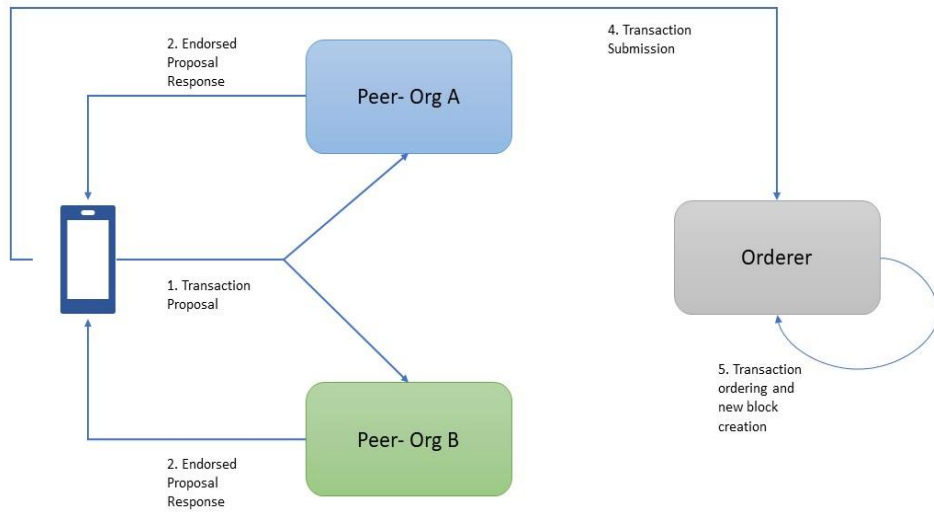 2. Endorsed
Proposal
Response
Peer- Org A
4. Transaction
Submission
1. Transaction
Proposal
Orderer
5. Transaction
ordering and
new block
creation
Peer- Org B
2. Endorsed
Proposal
Response